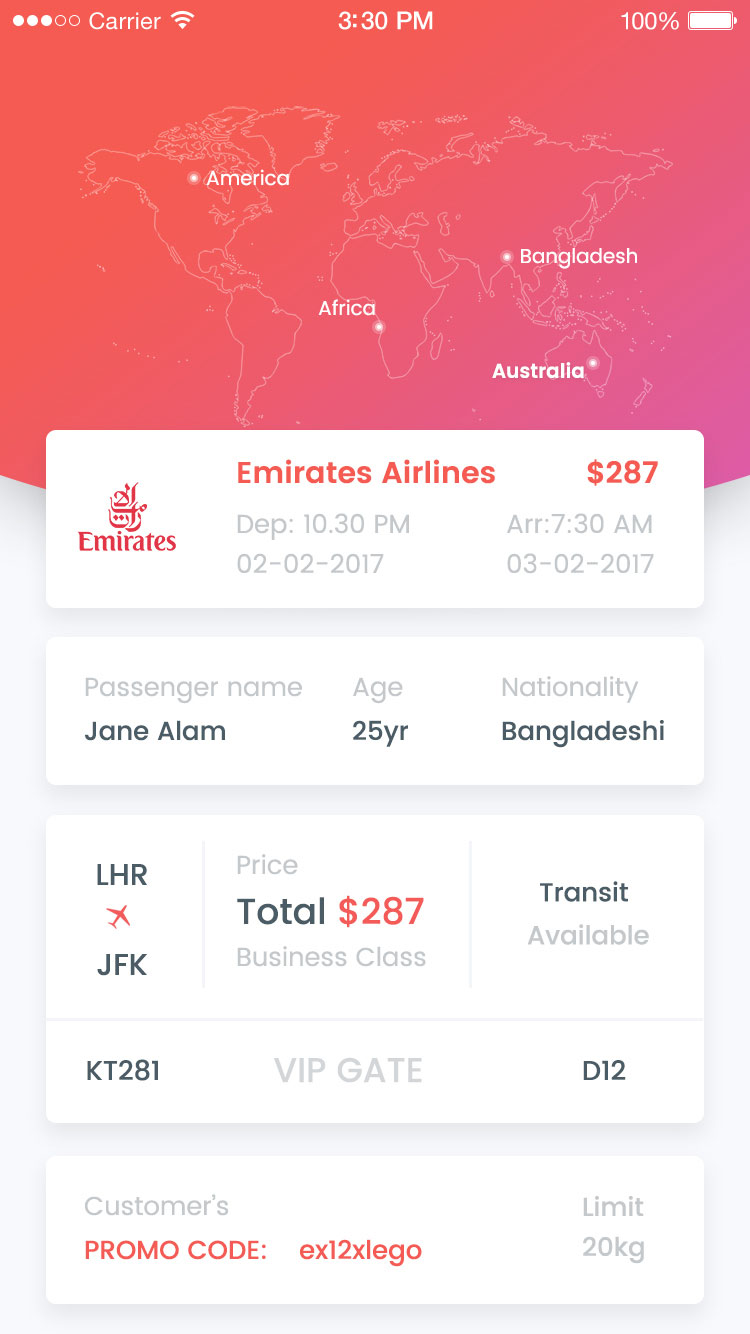 Carrier 3:30 PM 100%
America
Bangladesh
Africa
Australia
Emirates
Emirates Airlines $287
Dep: 10.30 PM Arr:7:30 AM
02-02-2017 03-02-2017
Passenger name Age Nationality
Jane Alam 25yr Bangladeshi
LHR
JFK
Price
Total $287
Business Class
Transit
Available
KT281 VIP GATE D12
Customer's Limit
PROMO CODE: ex12xlego 20kg